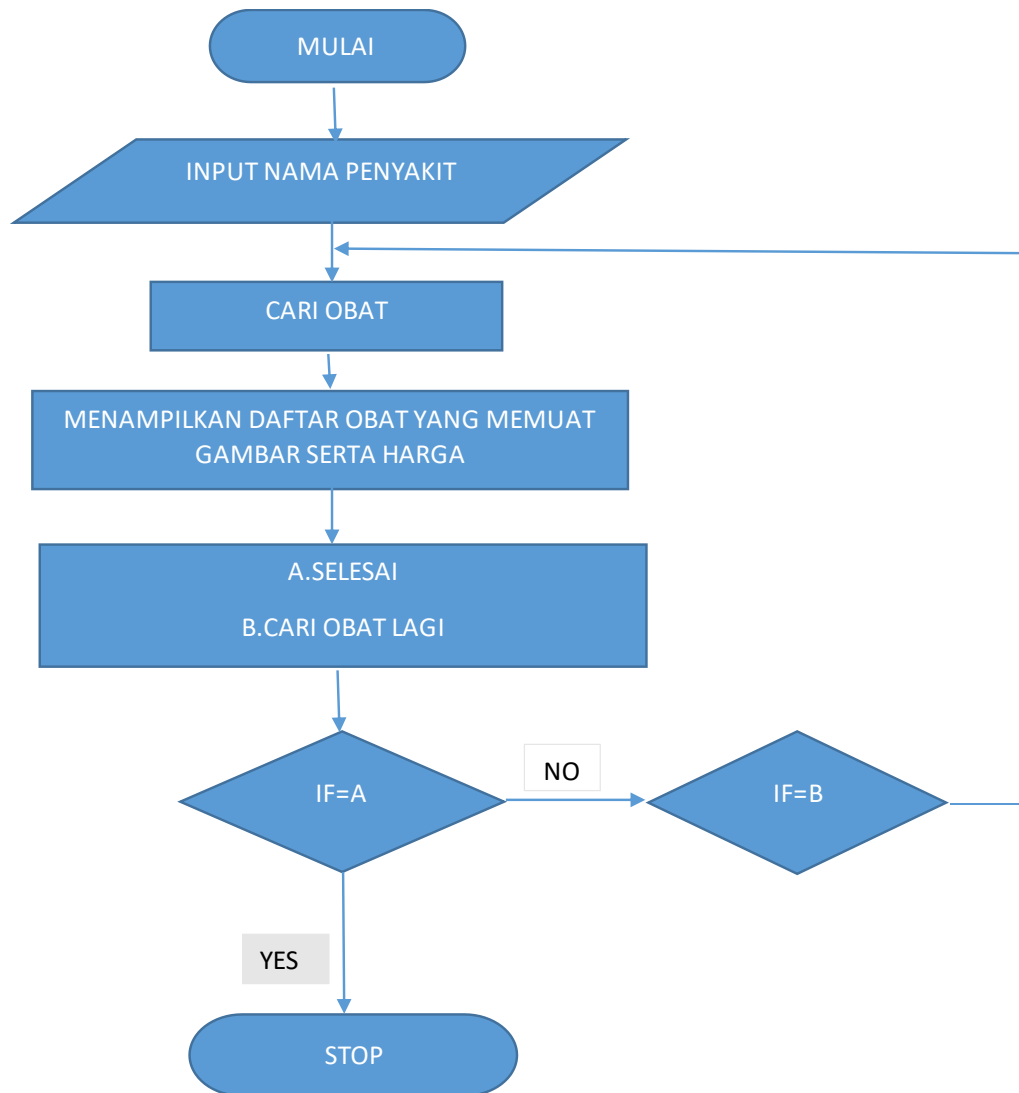 MULAI
INPUT NAMA PENYAKIT
CARI OBAT
MENAMPILKAN DAFTAR OBAT YANG MEMUAT
GAMBAR SERTA HARGA
A.SELESAI
B.CARI OBAT LAGI
IF=A
NO
IF=B
YES
STOP